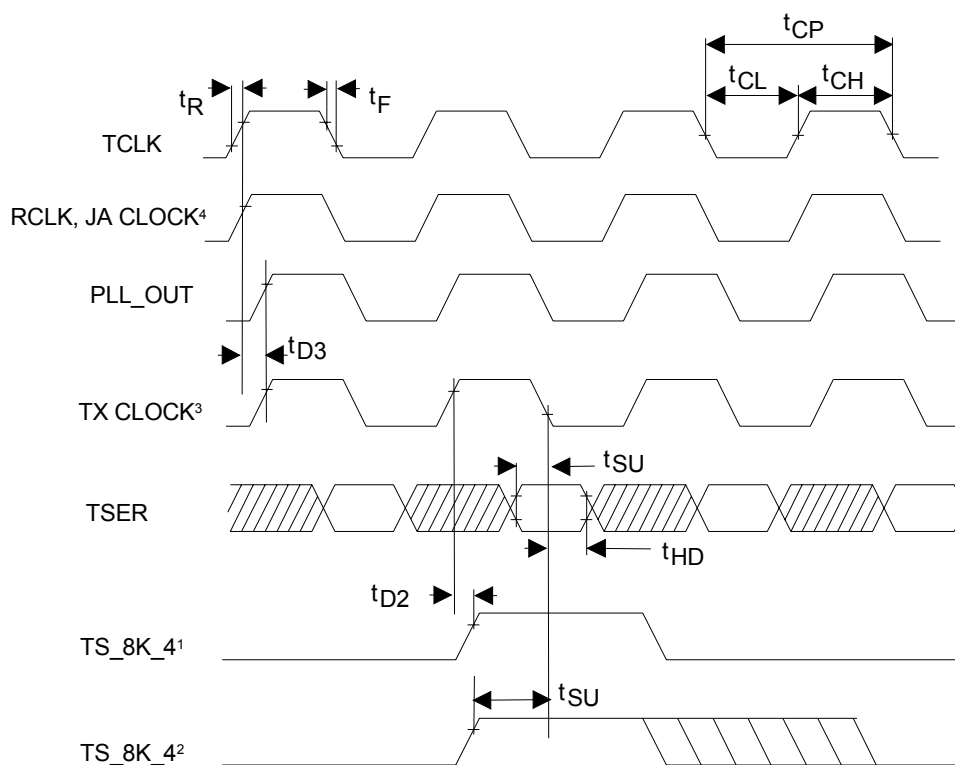 tCP
tCL tCH
tR tF
TCLK
RCLK, JA CLOCK⁴
PLL_OUT
tD3
TX CLOCK³
tSU
TSER
tHD
tD2
TS_8K_4¹
tSU
TS_8K_4²